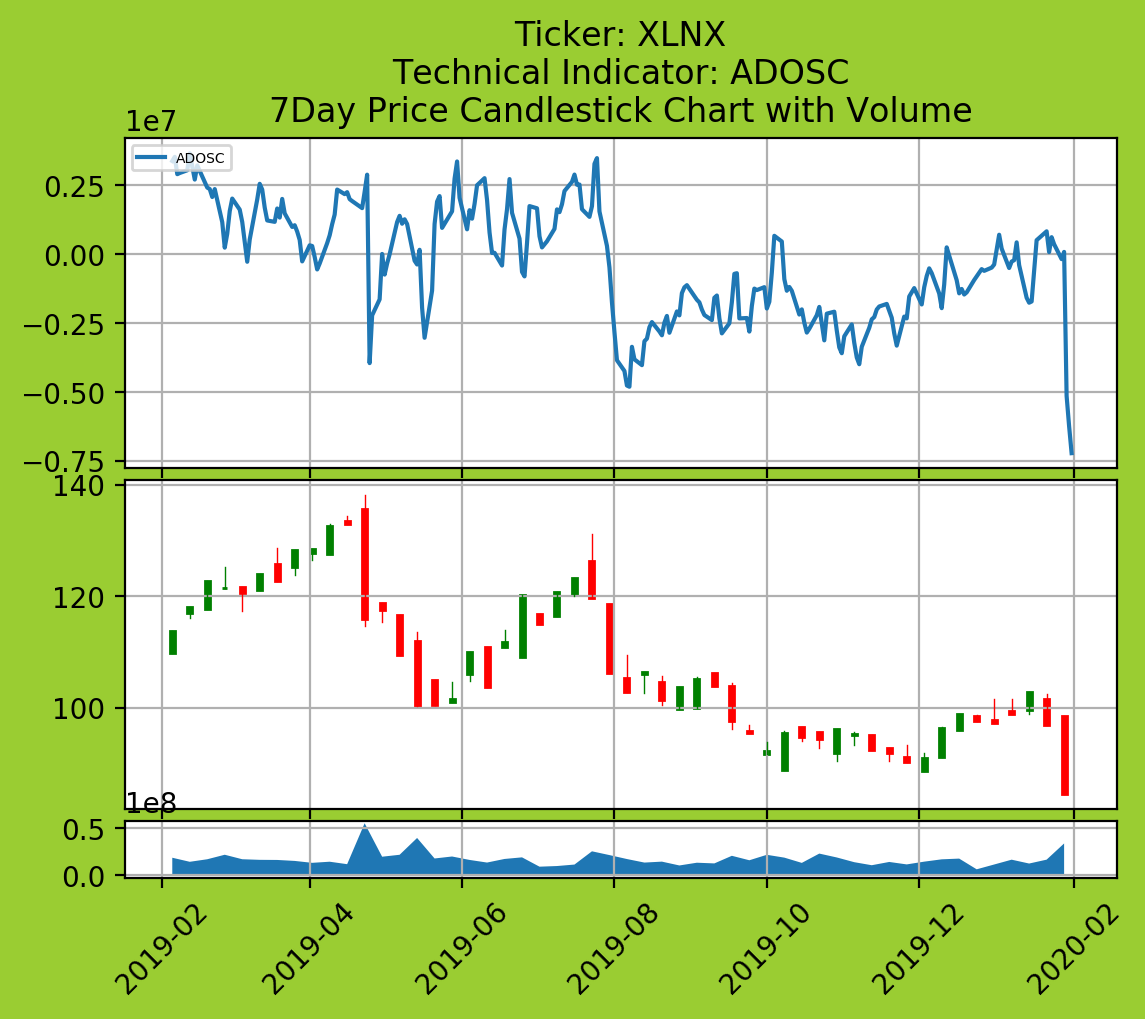 Ticker: XLNX
Technical Indicator: ADOSC
7Day Price Candlestick Chart with Volume
1e7
ADOSC
0.25
0.00
−0.25
−0.50
−0.75
140
120
100
1e8
0.5
0.0
2019-02
2019-04
2019-06
2019-08
2019-10
2019-12
2020-02